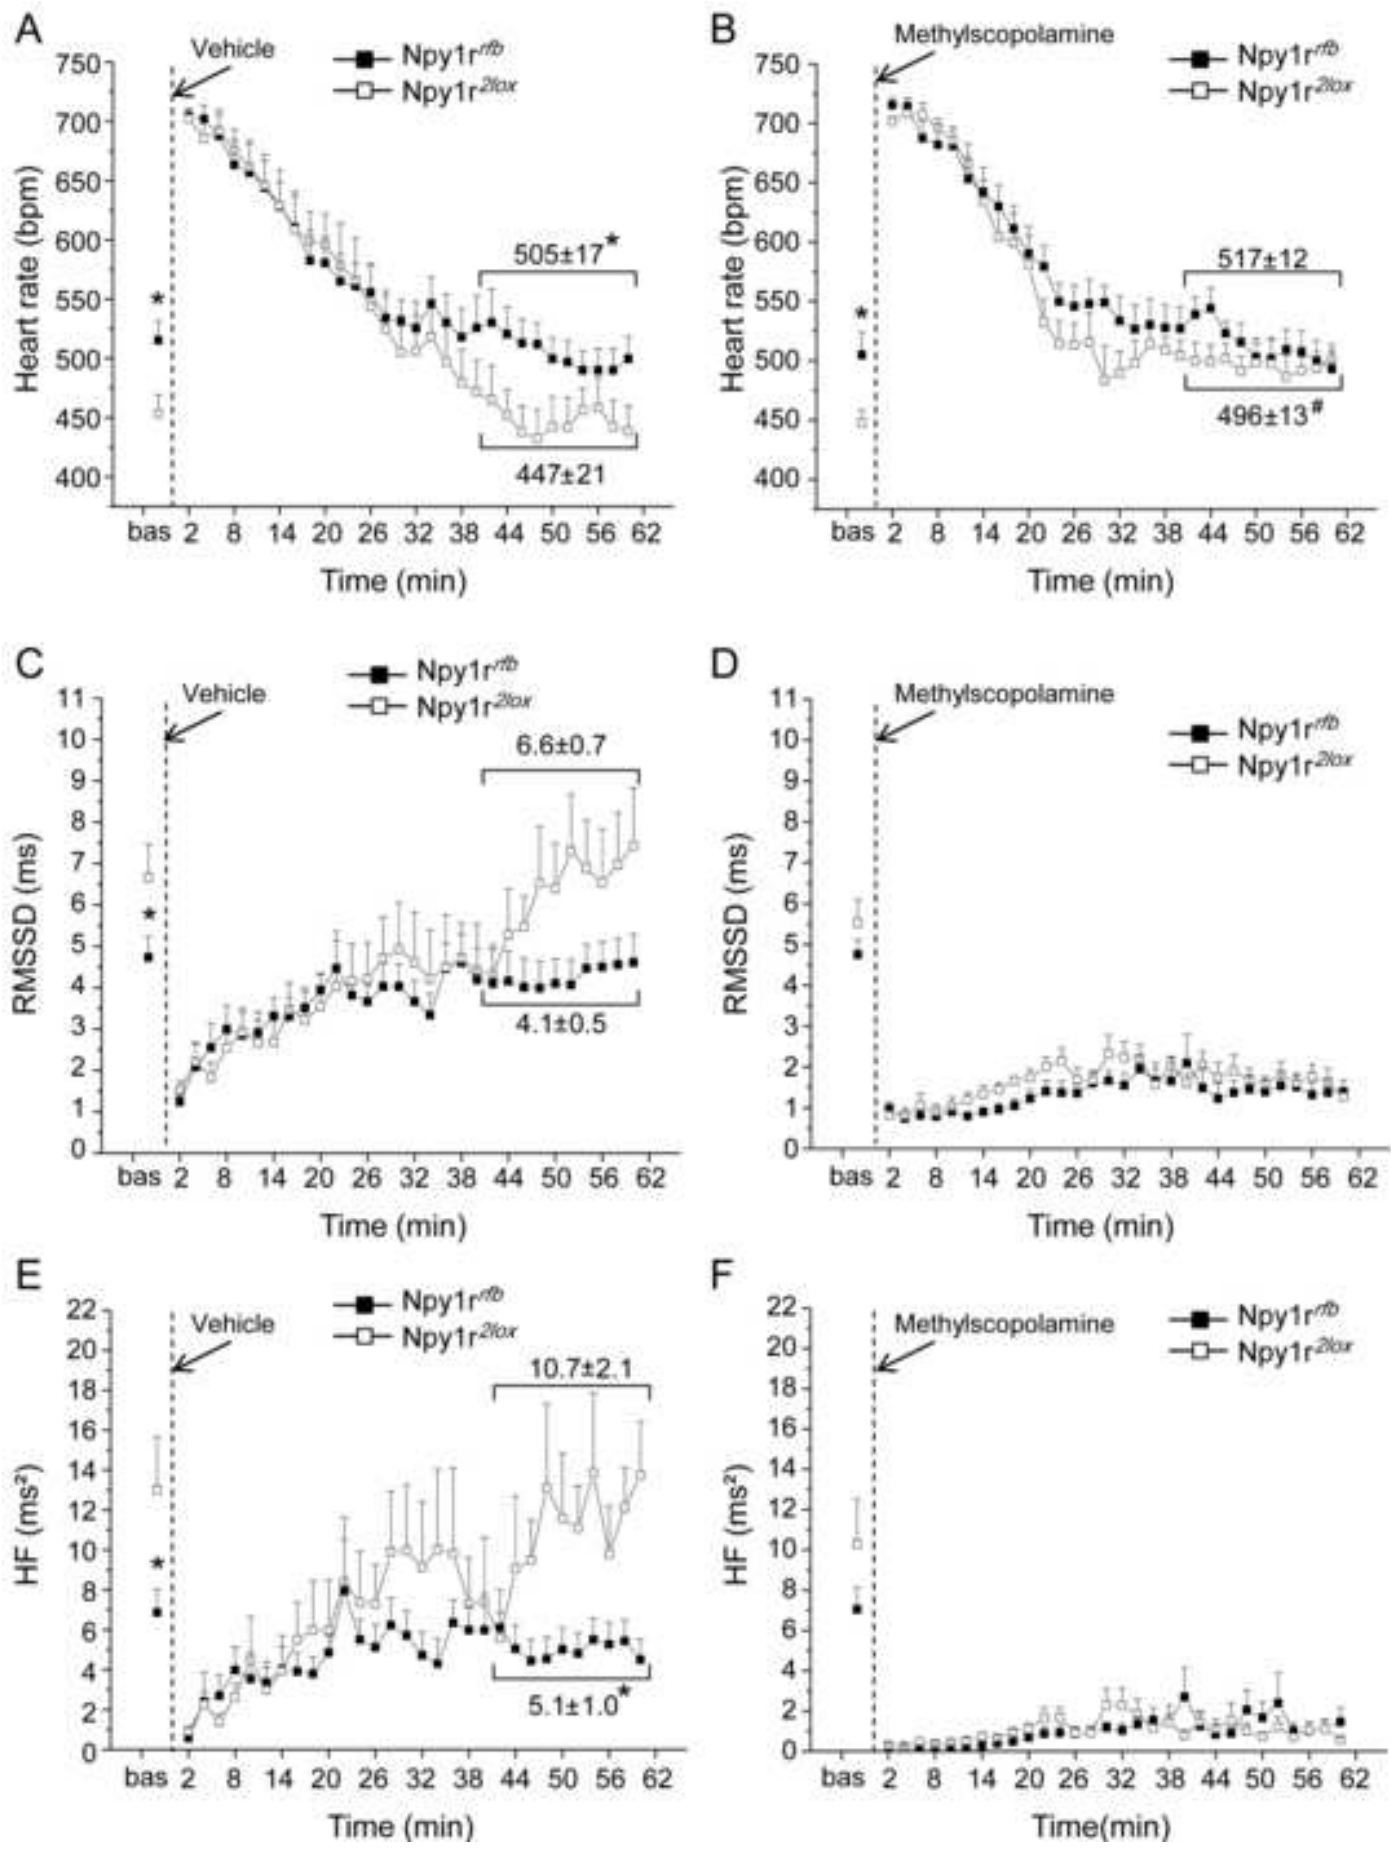 A
Vehicle
Npy1r^rfb
Npy1r^2lox
750
700
650
600
550
500
450
400
Heart rate (bpm)
*
505±17*
447±21
bas 2 8 14 20 26 32 38 44 50 56 62
Time (min)
B
Methylscopolamine
Npy1r^rfb
Npy1r^2lox
750
700
650
600
550
500
450
400
Heart rate (bpm)
*
517±12
496±13#
bas 2 8 14 20 26 32 38 44 50 56 62
Time (min)
C
Vehicle
Npy1r^rfb
Npy1r^2lox
11
10
9
8
7
6
5
4
3
2
1
0
RMSSD (ms)
*
6.6±0.7
4.1±0.5
bas 2 8 14 20 26 32 38 44 50 56 62
Time (min)
D
Methylscopolamine
Npy1r^rfb
Npy1r^2lox
11
10
9
8
7
6
5
4
3
2
1
0
RMSSD (ms)
bas 2 8 14 20 26 32 38 44 50 56 62
Time (min)
E
Vehicle
Npy1r^rfb
Npy1r^2lox
22
20
18
16
14
12
10
8
6
4
2
0
HF (ms²)
*
10.7±2.1
5.1±1.0*
bas 2 8 14 20 26 32 38 44 50 56 62
Time (min)
F
Methylscopolamine
Npy1r^rfb
Npy1r^2lox
22
20
18
16
14
12
10
8
6
4
2
0
HF (ms²)
bas 2 8 14 20 26 32 38 44 50 56 62
Time(min)